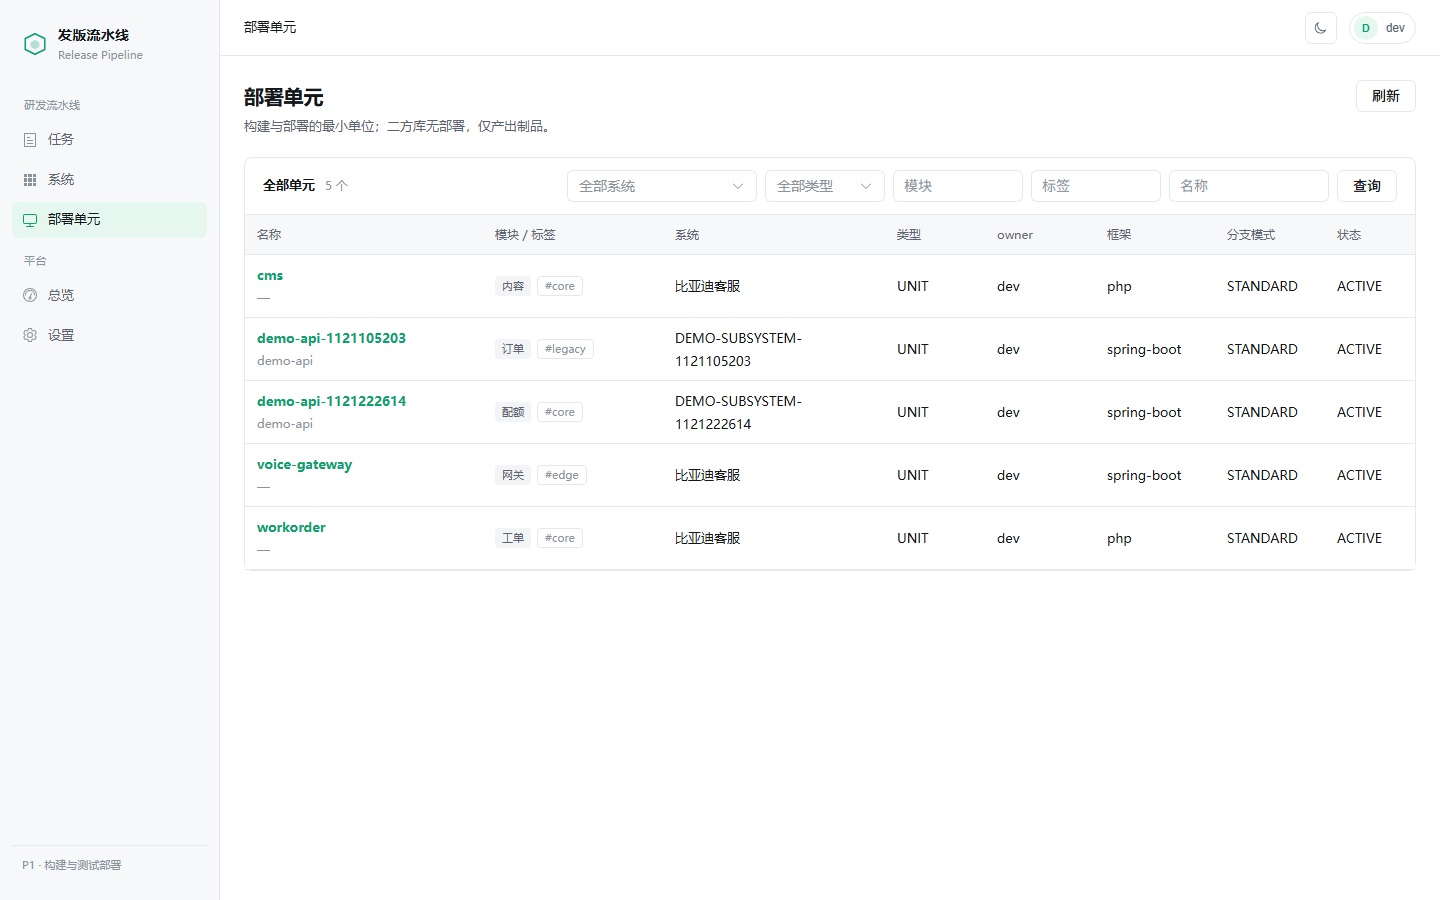 发版流水线
Release Pipeline
研发流水线
任务
系统
部署单元
平台
总览
设置
P1 · 构建与测试部署
部署单元
D dev
部署单元
刷新
构建与部署的最小单位；二方库无部署，仅产出制品。
全部单元 5 个 全部系统 全部类型 模块 标签 名称 查询
名称 模块 / 标签 系统 类型 owner 框架 分支模式 状态
cms
— 内容 #core 比亚迪客服 UNIT dev php STANDARD ACTIVE
demo-api-1121105203
demo-api 订单 #legacy DEMO-SUBSYSTEM-
1121105203 UNIT dev spring-boot STANDARD ACTIVE
demo-api-1121222614
demo-api 配额 #core DEMO-SUBSYSTEM-
1121222614 UNIT dev spring-boot STANDARD ACTIVE
voice-gateway
— 网关 #edge 比亚迪客服 UNIT dev spring-boot STANDARD ACTIVE
workorder
— 工单 #core 比亚迪客服 UNIT dev php STANDARD ACTIVE